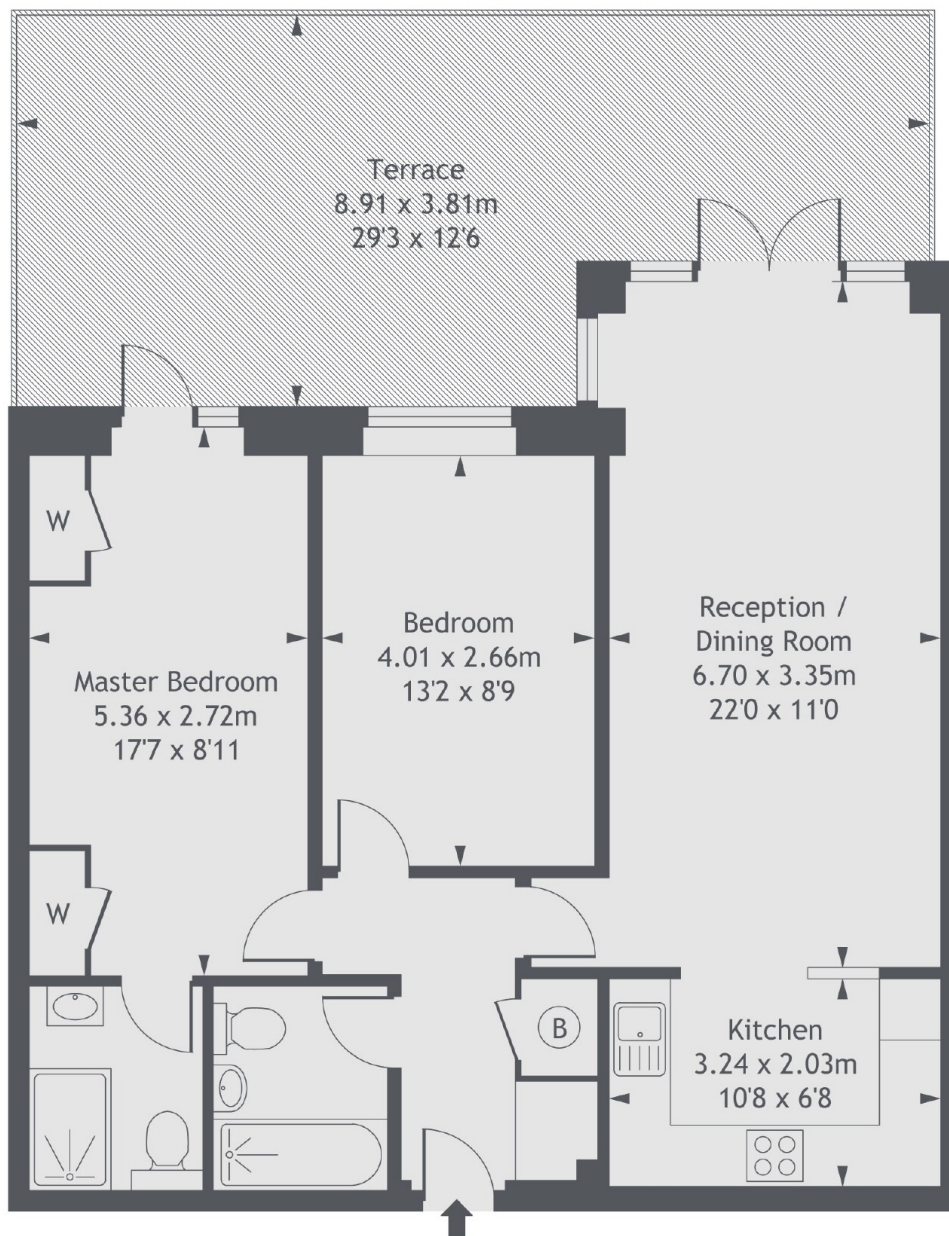 Terrace
8.91 x 3.81m
29'3 x 12'6
W
Bedroom
4.01 x 2.66m
13'2 x 8'9
Reception /
Dining Room
6.70 x 3.35m
22'0 x 11'0
Master Bedroom
5.36 x 2.72m
17'7 x 8'11
W
B
Kitchen
3.24 x 2.03m
10'8 x 6'8